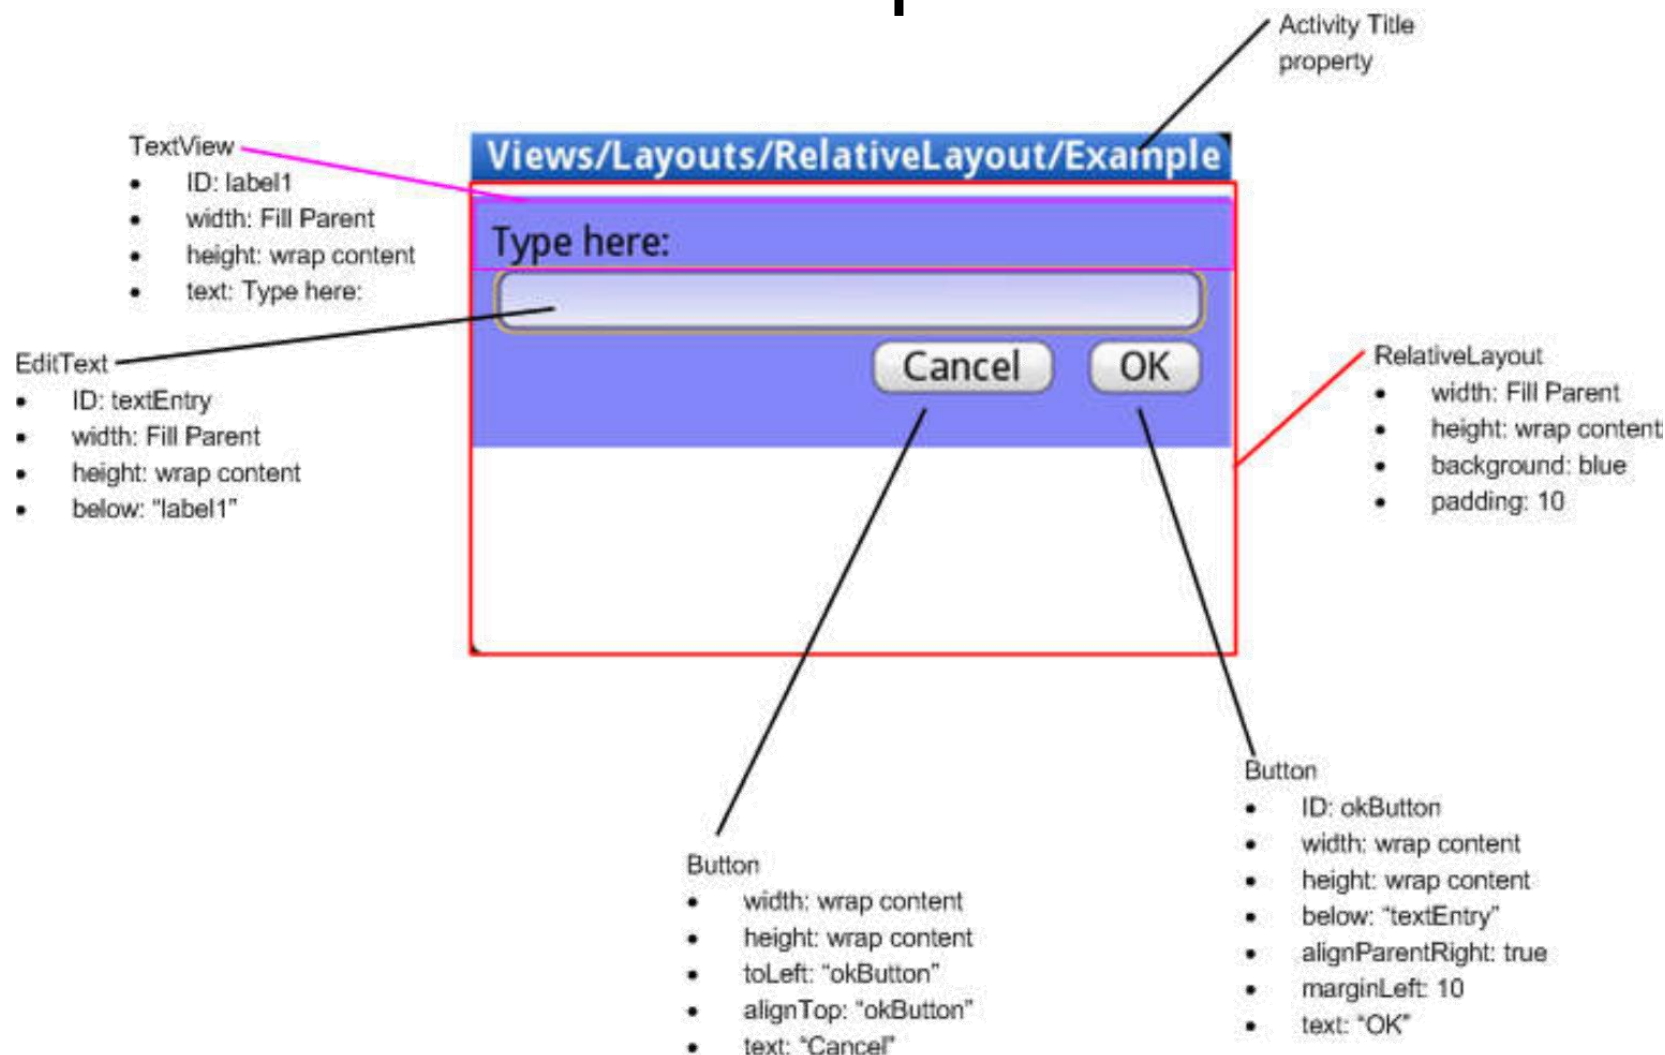 Activity Title
property
TextView
• ID: label1
• width: Fill Parent
• height: wrap content
• text: Type here:
Views/Layouts/RelativeLayout/Example
Type here:
Cancel
OK
EditText
• ID: textEntry
• width: Fill Parent
• height: wrap content
• below: “label1”
RelativeLayout
• width: Fill Parent
• height: wrap content
• background: blue
• padding: 10
Button
• width: wrap content
• height: wrap content
• toLeft: “okButton”
• alignTop: “okButton”
• text: “Cancel”
Button
• ID: okButton
• width: wrap content
• height: wrap content
• below: “textEntry”
• alignParentRight: true
• marginLeft: 10
• text: “OK”